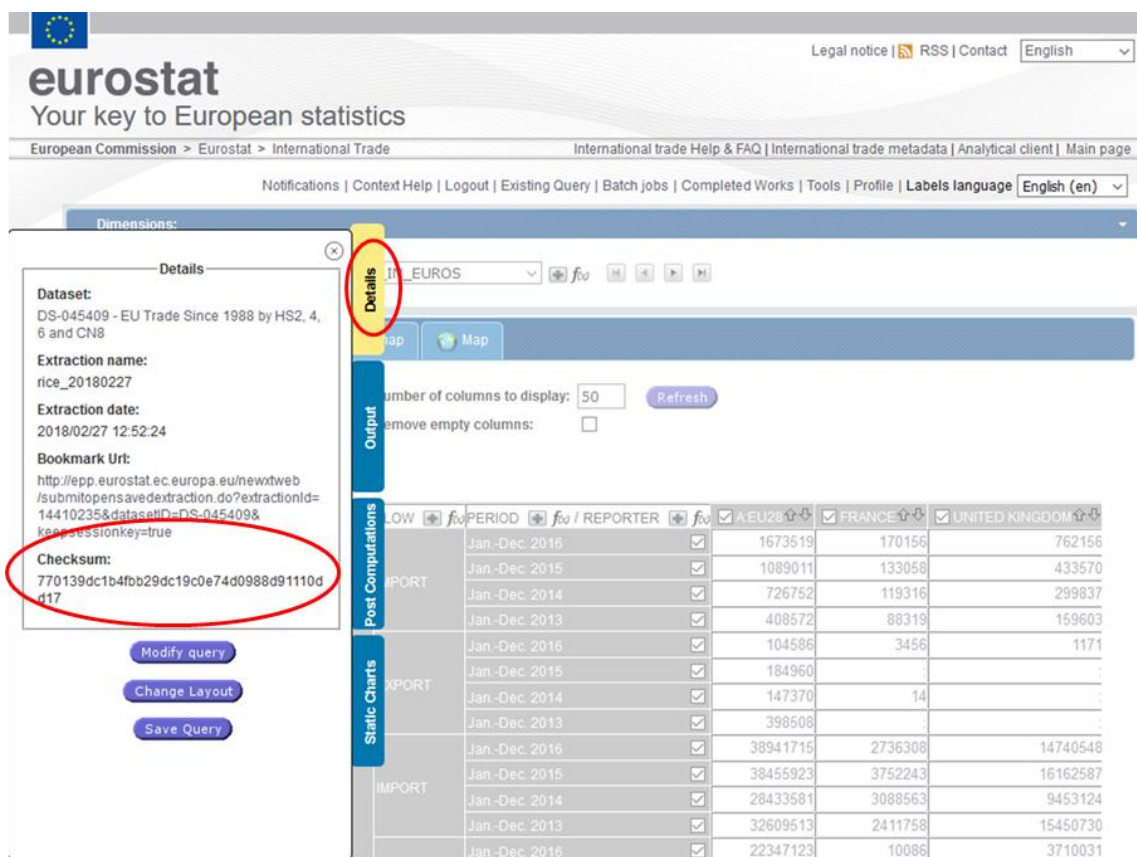 Legal notice | RSS | Contact English
eurostat
Your key to European statistics
European Commission > Eurostat > International Trade International trade Help & FAQ | International trade metadata | Analytical client | Main page
Notifications | Context Help | Logout | Existing Query | Batch jobs | Completed Works | Tools | Profile | Labels language English (en)
Dimensions:
Details
Dataset:
DS-045409 - EU Trade Since 1988 by HS2, 4,
6 and CN8
Extraction name:
rice_20180227
Extraction date:
2018/02/27 12:52:24
Bookmark Url:
http://epp.eurostat.ec.europa.eu/newxtweb
/submitopensavedextraction.do?extractionId=
14410235&datasetID=DS-045409&
keepsessionkey=true
Checksum:
770139dc1b4fbb29dc19c0e74d0988d91110d
d17
Modify query
Change Layout
Save Query
Details
Output
Post Computations
Static Charts
_IN_EUROS f(x)
map Map
umber of columns to display: 50 Refresh
emove empty columns:
LOW f(x) PERIOD f(x) / REPORTER f(x) A:EU28 FRANCE UNITED KINGDOM
MPORT
Jan.-Dec. 2016 1673519 170156 762156
Jan.-Dec. 2015 1089011 133058 433570
Jan.-Dec. 2014 726752 119316 299837
Jan.-Dec. 2013 408572 88319 159603
XPORT
Jan.-Dec. 2016 104586 3456 1171
Jan.-Dec. 2015 184960 : :
Jan.-Dec. 2014 147370 14 :
Jan.-Dec. 2013 398508 : :
IMPORT
Jan.-Dec. 2016 38941715 2736308 14740548
Jan.-Dec. 2015 38455923 3752243 16162587
Jan.-Dec. 2014 28433581 3088563 9453124
Jan.-Dec. 2013 32609513 2411758 15450730
Jan.-Dec. 2016 22347123 10086 3710031